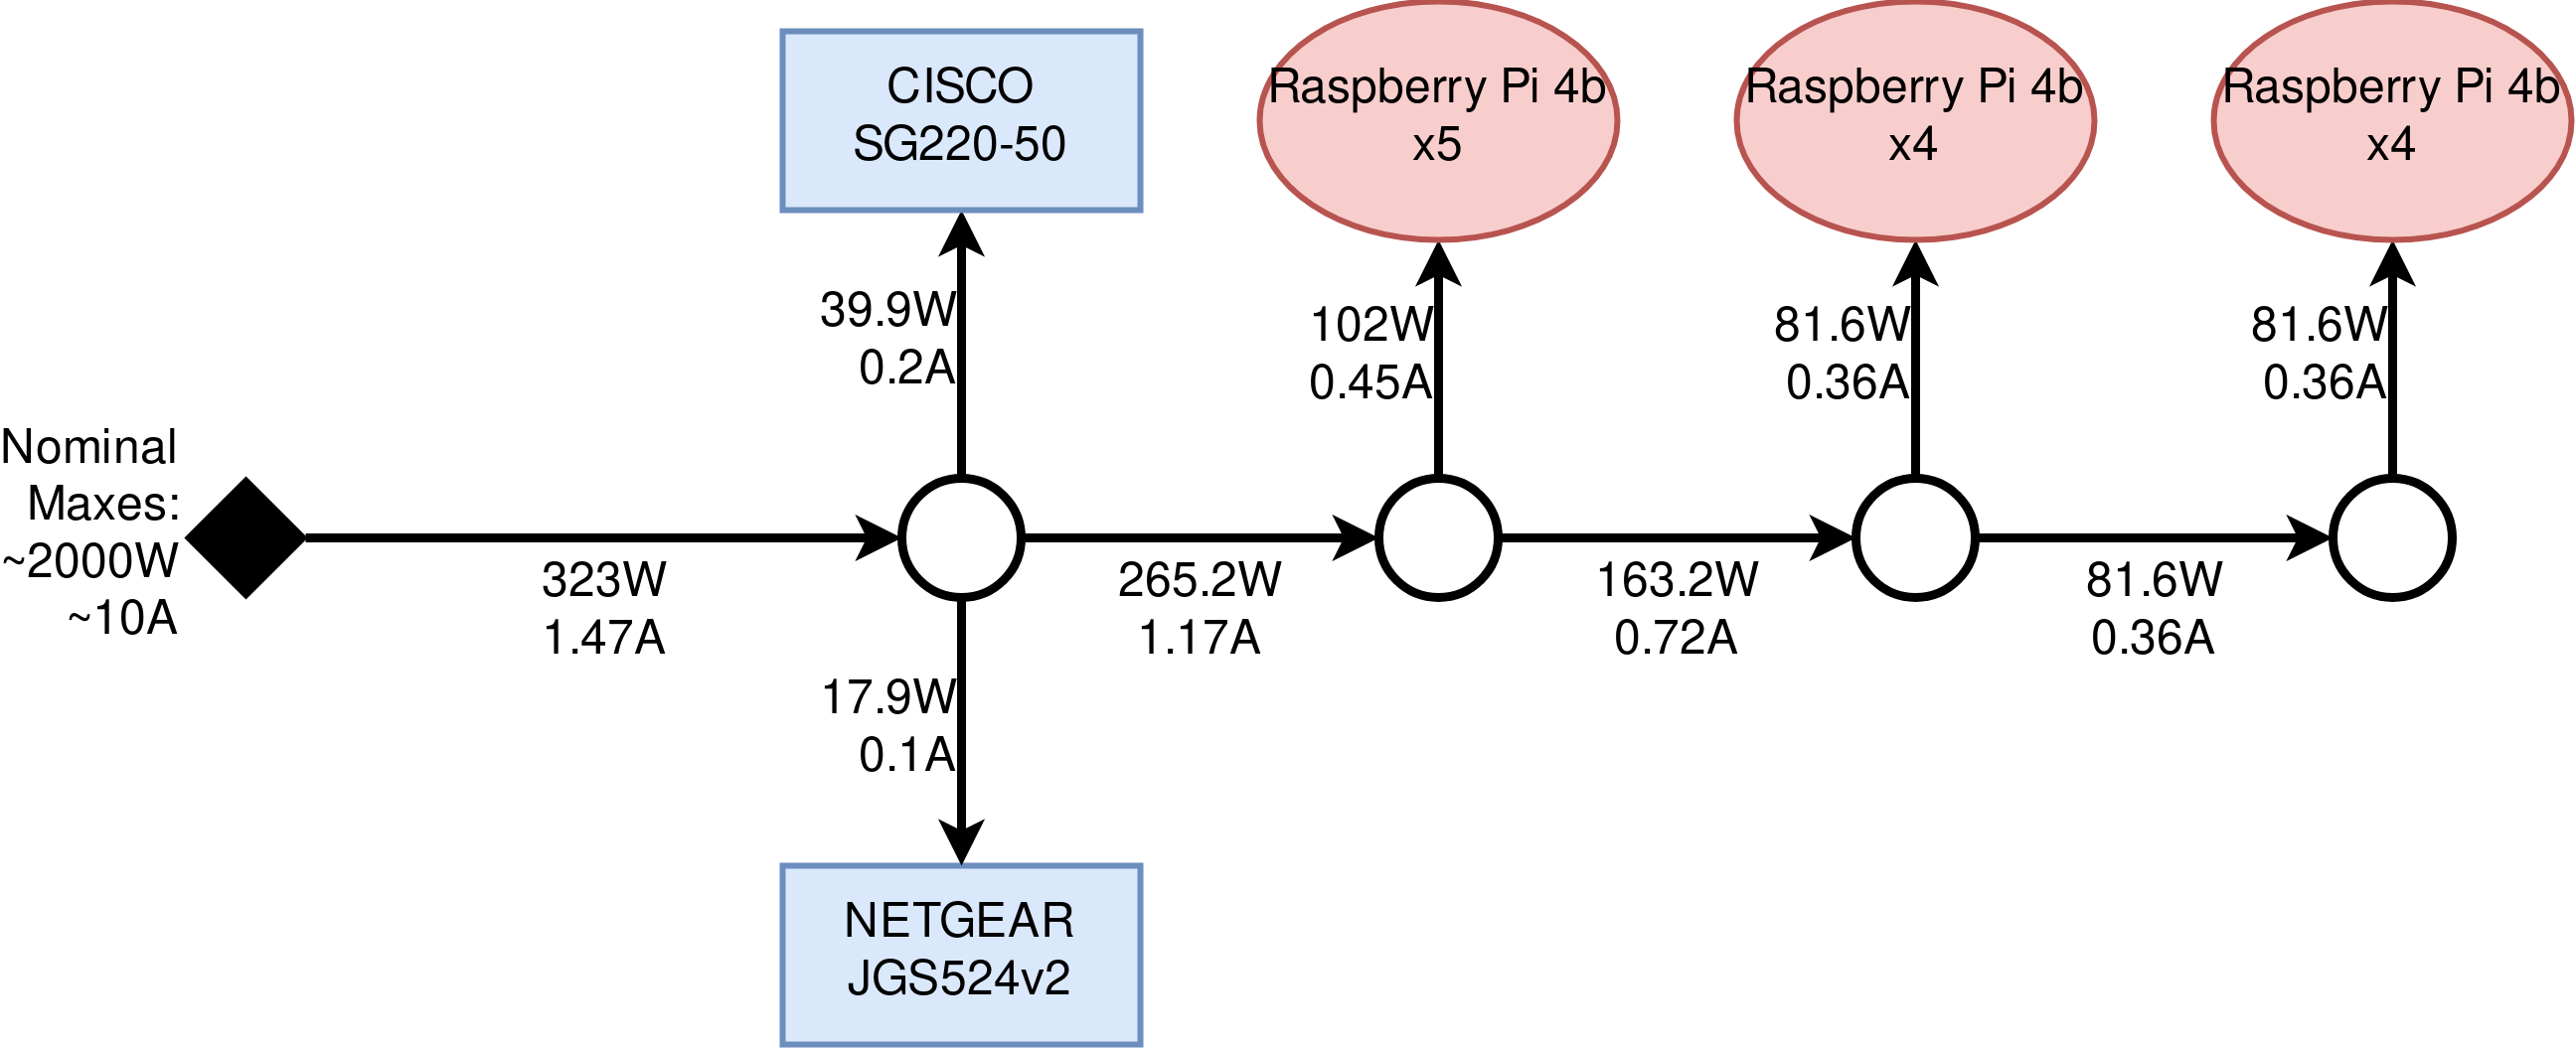 CISCO
SG220-50
Raspberry Pi 4b
x5
Raspberry Pi 4b
x4
Raspberry Pi 4b
x4
39.9W
0.2A
102W
0.45A
81.6W
0.36A
81.6W
0.36A
Nominal
Maxes:
~2000W
~10A
323W
1.47A
265.2W
1.17A
163.2W
0.72A
81.6W
0.36A
17.9W
0.1A
NETGEAR
JGS524v2